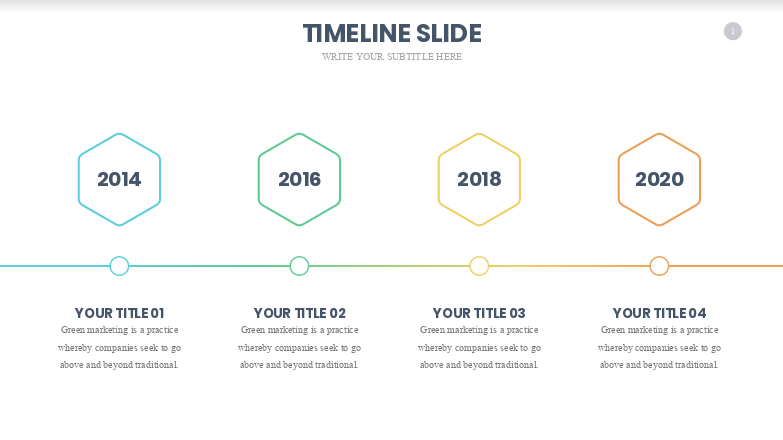 TIMELINE SLIDE
WRITE YOUR SUBTITLE HERE
1
2014
2016
2018
2020
YOUR TITLE 01
Green marketing is a practice
whereby companies seek to go
above and beyond traditional.
YOUR TITLE 02
Green marketing is a practice
whereby companies seek to go
above and beyond traditional.
YOUR TITLE 03
Green marketing is a practice
whereby companies seek to go
above and beyond traditional.
YOUR TITLE 04
Green marketing is a practice
whereby companies seek to go
above and beyond traditional.